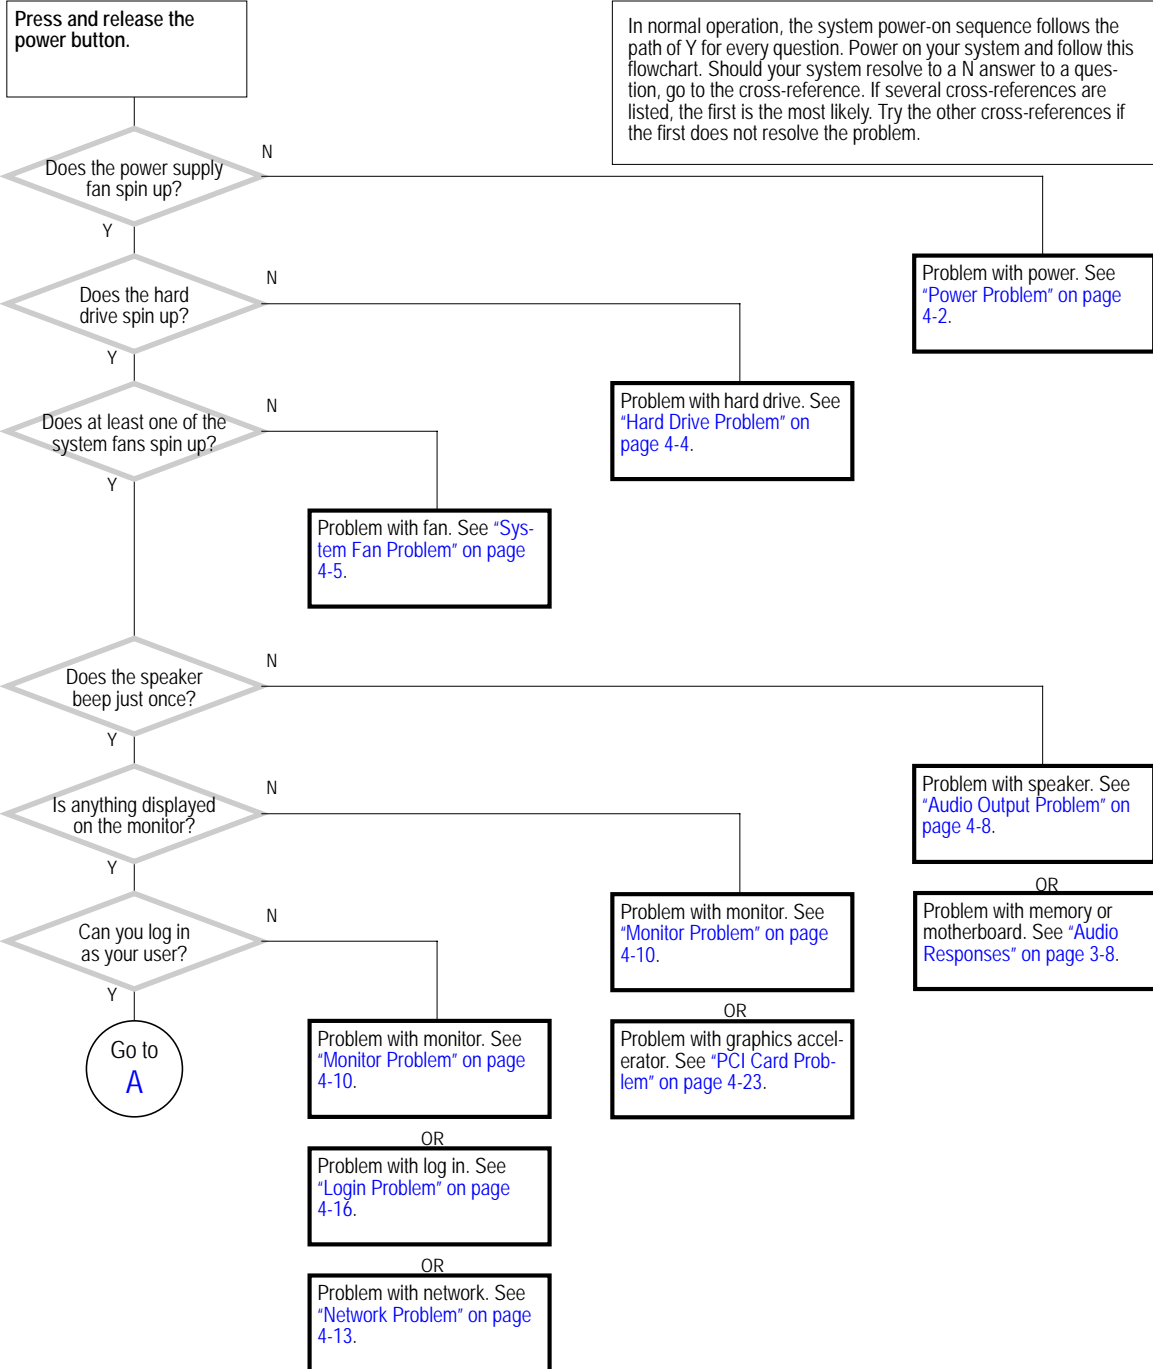 Press and release the
power button.
In normal operation, the system power-on sequence follows the
path of Y for every question. Power on your system and follow this
flowchart. Should your system resolve to a N answer to a ques-
tion, go to the cross-reference. If several cross-references are
listed, the first is the most likely. Try the other cross-references if
the first does not resolve the problem.
Does the power supply
fan spin up?
N
Y
Problem with power. See
"Power Problem" on page
4-2.
Does the hard
drive spin up?
N
Y
Problem with hard drive. See
"Hard Drive Problem" on
page 4-4.
Does at least one of the
system fans spin up?
N
Y
Problem with fan. See "Sys-
tem Fan Problem" on page
4-5.
Does the speaker
beep just once?
N
Y
Problem with speaker. See
"Audio Output Problem" on
page 4-8.
OR
Problem with memory or
motherboard. See "Audio
Responses" on page 3-8.
Is anything displayed
on the monitor?
N
Y
Problem with monitor. See
"Monitor Problem" on page
4-10.
OR
Problem with graphics accel-
erator. See "PCI Card Prob-
lem" on page 4-23.
Can you log in
as your user?
N
Y
Go to
A
Problem with monitor. See
"Monitor Problem" on page
4-10.
OR
Problem with log in. See
"Login Problem" on page
4-16.
OR
Problem with network. See
"Network Problem" on page
4-13.